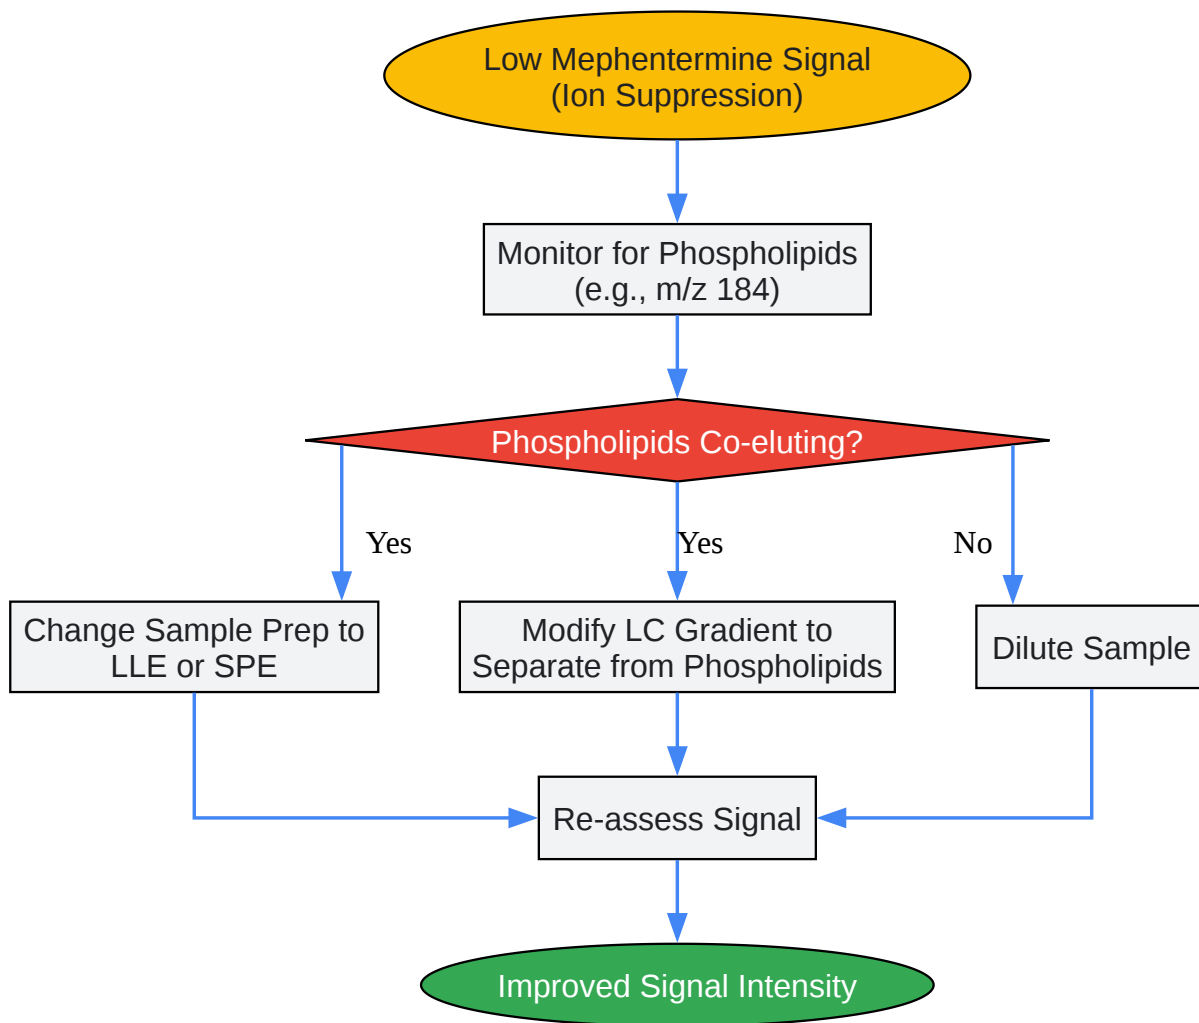 Low Mephentermine Signal
(Ion Suppression)
Monitor for Phospholipids
(e.g., m/z 184)
Phospholipids Co-eluting?
Yes
Yes
No
Change Sample Prep to
LLE or SPE
Modify LC Gradient to
Separate from Phospholipids
Dilute Sample
Re-assess Signal
Improved Signal Intensity